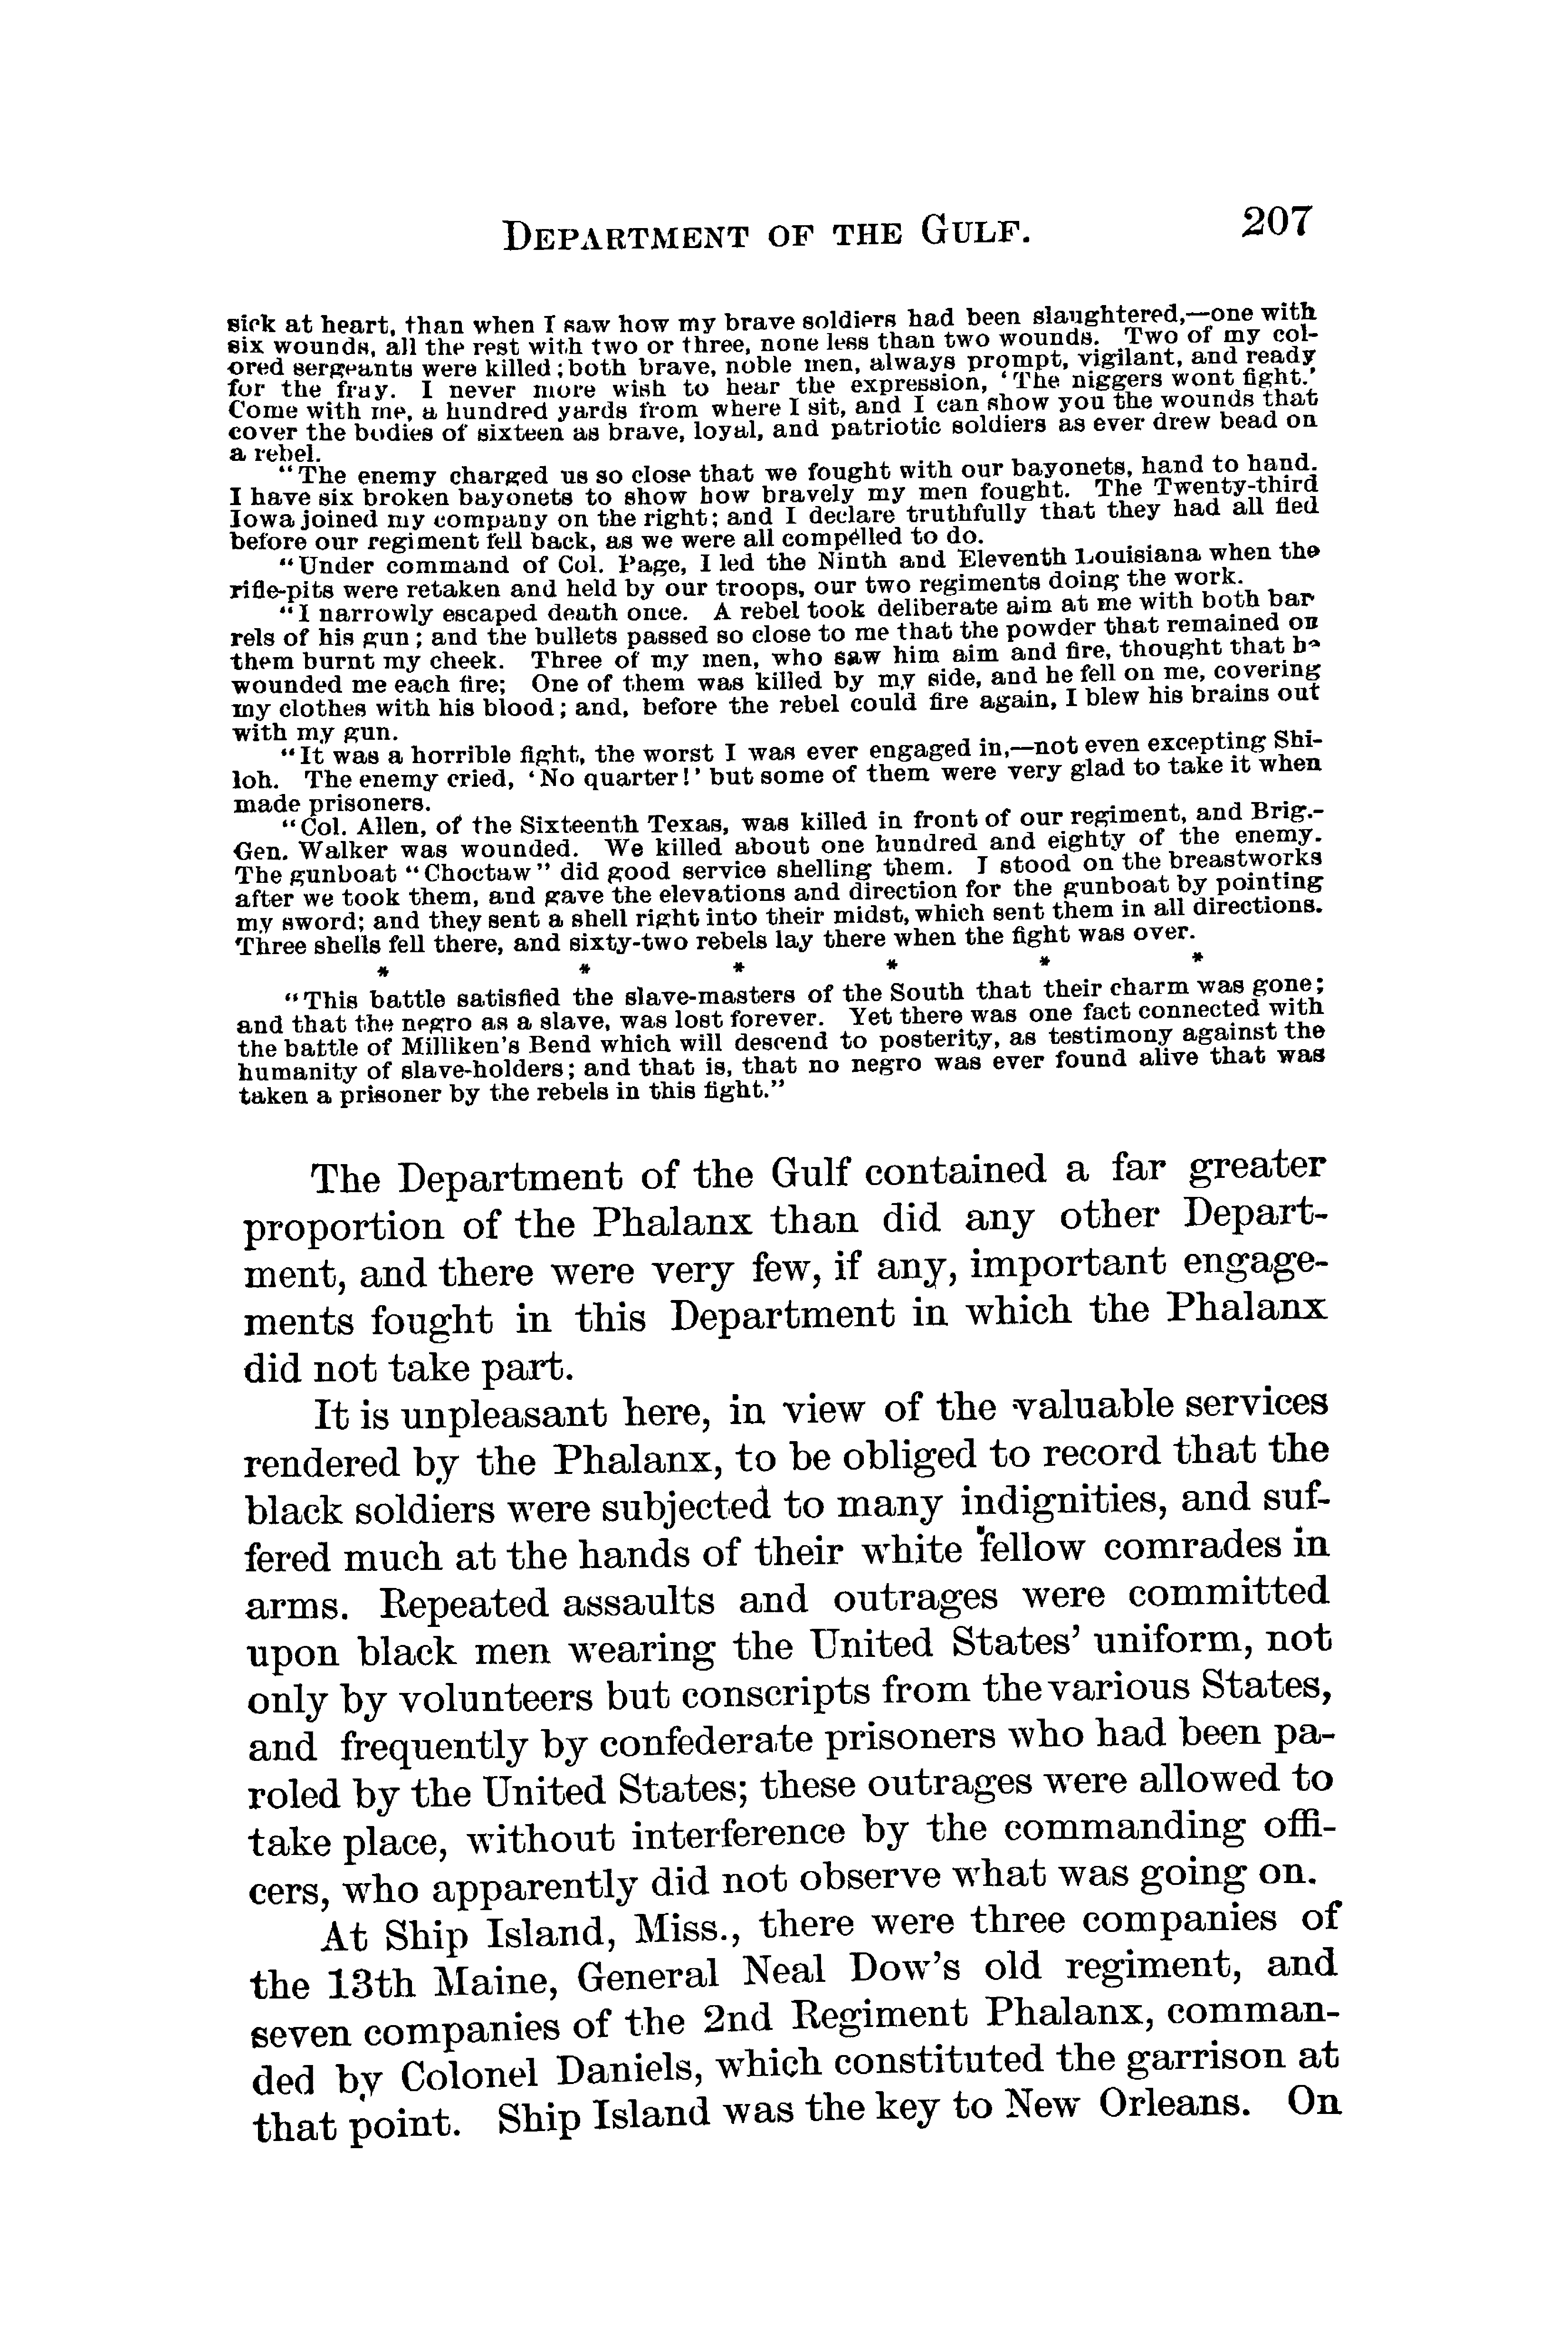 DEPARTMENT OF THE GULF. 207
sick at heart, than when I saw how my brave soldiers had been slaughtered,—one with
six wounds, all the rest with two or three, none less than two wounds. Two of my col-
ored sergeants were killed; both brave, noble men, always prompt, vigilant, and ready
for the fray. I never more wish to hear the expression, ‘The niggers wont fight.’
Come with me, a hundred yards from where I sit, and I can show you the wounds that
cover the bodies of sixteen as brave, loyal, and patriotic soldiers as ever drew bead on
a rebel.
“The enemy charged us so close that we fought with our bayonets, hand to hand.
I have six broken bayonets to show how bravely my men fought. The Twenty-third
Iowa joined my company on the right; and I declare truthfully that they had all fled
before our regiment fell back, as we were all compelled to do.
“Under command of Col. Page, I led the Ninth and Eleventh Louisiana when the
rifle-pits were retaken and held by our troops, our two regiments doing the work.
“I narrowly escaped death once. A rebel took deliberate aim at me with both bar-
rels of his gun; and the bullets passed so close to me that the powder that remained on
them burnt my cheek. Three of my men, who saw him aim and fire, thought that he
wounded me each fire; One of them was killed by my side, and he fell on me, covering
my clothes with his blood; and, before the rebel could fire again, I blew his brains out
with my gun.
“It was a horrible fight, the worst I was ever engaged in,—not even excepting Shi-
loh. The enemy cried, ‘No quarter!’ but some of them were very glad to take it when
made prisoners.
“Col. Allen, of the Sixteenth Texas, was killed in front of our regiment, and Brig.-
Gen. Walker was wounded. We killed about one hundred and eighty of the enemy.
The gunboat “Choctaw” did good service shelling them. I stood on the breastworks
after we took them, and gave the elevations and direction for the gunboat by pointing
my sword; and they sent a shell right into their midst, which sent them in all directions.
Three shells fell there, and sixty-two rebels lay there when the fight was over.
* * * * * *
“This battle satisfied the slave-masters of the South that their charm was gone;
and that the negro as a slave, was lost forever. Yet there was one fact connected with
the battle of Milliken’s Bend which will descend to posterity, as testimony against the
humanity of slave-holders; and that is, that no negro was ever found alive that was
taken a prisoner by the rebels in this fight.”
The Department of the Gulf contained a far greater
proportion of the Phalanx than did any other Depart-
ment, and there were very few, if any, important engage-
ments fought in this Department in which the Phalanx
did not take part.
It is unpleasant here, in view of the valuable services
rendered by the Phalanx, to be obliged to record that the
black soldiers were subjected to many indignities, and suf-
fered much at the hands of their white fellow comrades in
arms. Repeated assaults and outrages were committed
upon black men wearing the United States’ uniform, not
only by volunteers but conscripts from the various States,
and frequently by confederate prisoners who had been pa-
roled by the United States; these outrages were allowed to
take place, without interference by the commanding offi-
cers, who apparently did not observe what was going on.
At Ship Island, Miss., there were three companies of
the 13th Maine, General Neal Dow’s old regiment, and
seven companies of the 2nd Regiment Phalanx, comman-
ded by Colonel Daniels, which constituted the garrison at
that point. Ship Island was the key to New Orleans. On